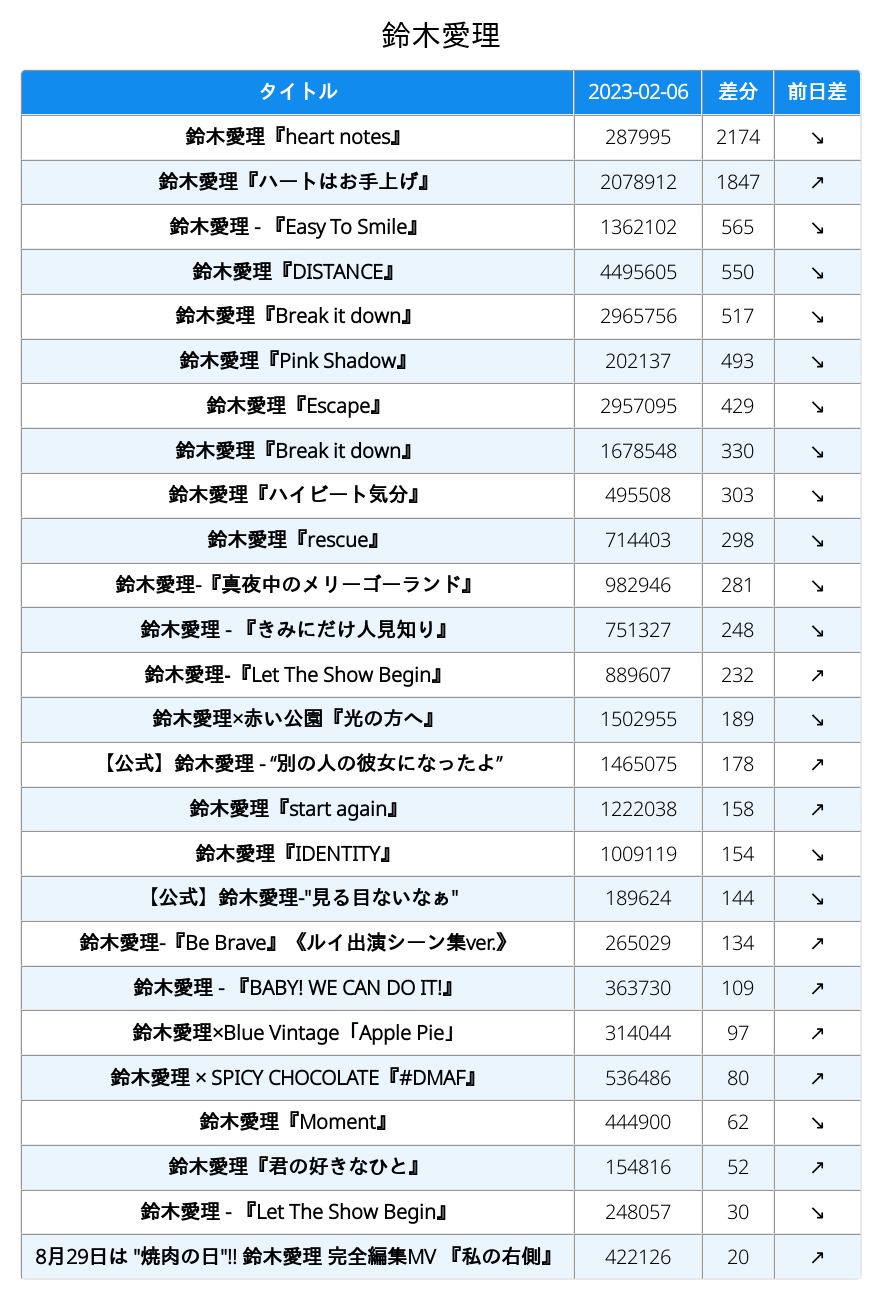 鈴木愛理
タイトル 2023-02-06 差分 前日差
鈴木愛理『heart notes』 287995 2174 ↘
鈴木愛理『ハートはお手上げ』 2078912 1847 ↗
鈴木愛理 - 『Easy To Smile』 1362102 565 ↘
鈴木愛理『DISTANCE』 4495605 550 ↘
鈴木愛理『Break it down』 2965756 517 ↘
鈴木愛理『Pink Shadow』 202137 493 ↘
鈴木愛理『Escape』 2957095 429 ↘
鈴木愛理『Break it down』 1678548 330 ↘
鈴木愛理『ハイビート気分』 495508 303 ↘
鈴木愛理『rescue』 714403 298 ↘
鈴木愛理-『真夜中のメリーゴーランド』 982946 281 ↘
鈴木愛理 - 『きみにだけ人見知り』 751327 248 ↘
鈴木愛理-『Let The Show Begin』 889607 232 ↗
鈴木愛理×赤い公園『光の方へ』 1502955 189 ↘
【公式】鈴木愛理 - “別の人の彼女になったよ” 1465075 178 ↗
鈴木愛理『start again』 1222038 158 ↗
鈴木愛理『IDENTITY』 1009119 154 ↘
【公式】鈴木愛理-"見る目ないなぁ" 189624 144 ↘
鈴木愛理-『Be Brave』《ルイ出演シーン集ver.》 265029 134 ↗
鈴木愛理 - 『BABY! WE CAN DO IT!』 363730 109 ↗
鈴木愛理×Blue Vintage「Apple Pie」 314044 97 ↗
鈴木愛理 × SPICY CHOCOLATE『#DMAF』 536486 80 ↗
鈴木愛理『Moment』 444900 62 ↘
鈴木愛理『君の好きなひと』 154816 52 ↗
鈴木愛理 - 『Let The Show Begin』 248057 30 ↘
8月29日は "焼肉の日"!! 鈴木愛理 完全編集MV 『私の右側』 422126 20 ↗